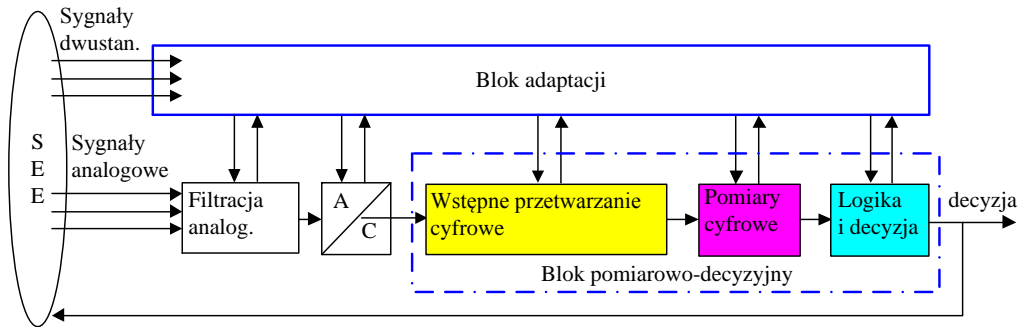 Sygnały
dwustan.
Blok adaptacji
S
E
E
Sygnały
analogowe
Filtracja
analog.
A
C
Wstępne przetwarzanie
cyfrowe
Pomiary
cyfrowe
Logika
i decyzja
decyzja
Blok pomiarowo-decyzyjny